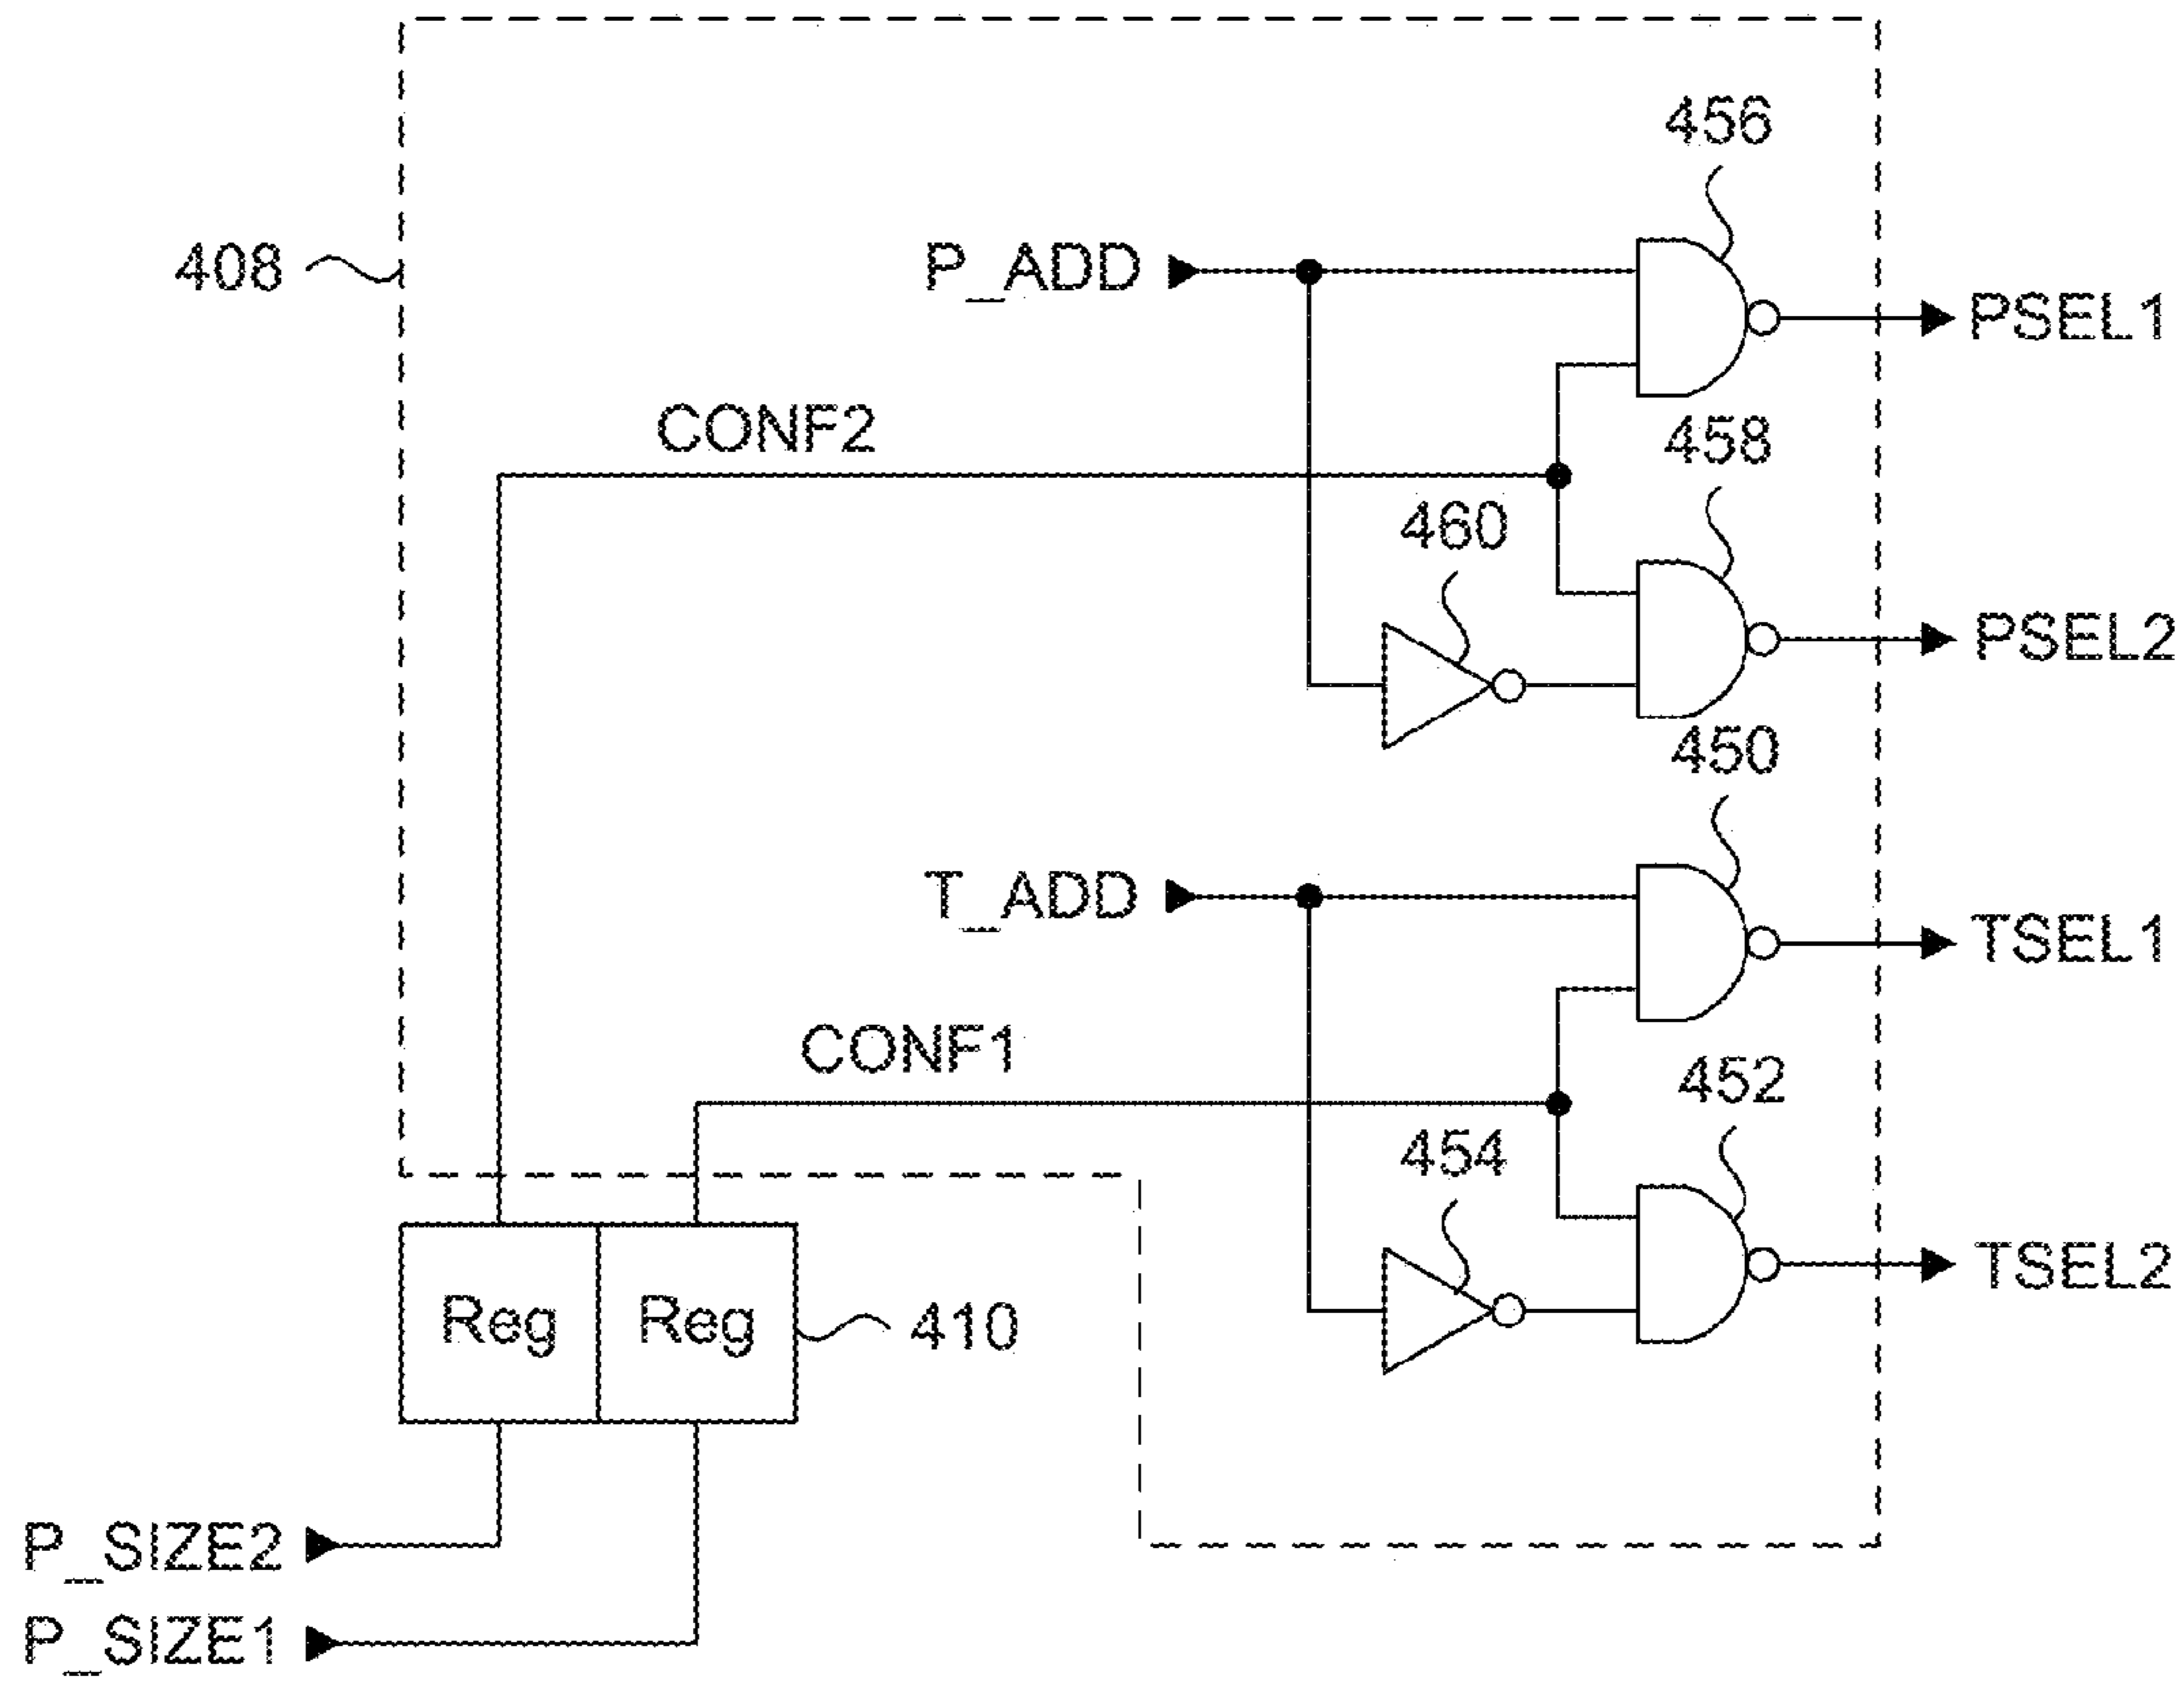 456
408
P_ADD
PSEL1
CONF2
458
460
PSEL2
450
T_ADD
TSEL1
CONF1
452
454
TSEL2
Reg
Reg
410
P_SIZE2
P_SIZE1